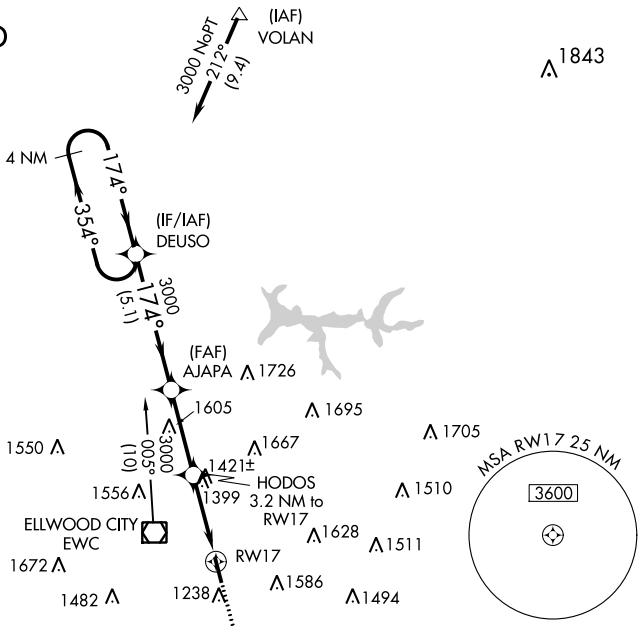 (IAF)
VOLAN
3000 NoPT
212°
(9.4)
1843
4 NM
174°
354°
(IF/IAF)
DEUSO
3000
174°
(5.1)
(FAF)
AJAPA
1726
1605
1695
1705
1550
3000
005°
(10)
1667
1421±
1399
HODOS
3.2 NM to
RW17
1556
1510
MSA RW17 25 NM
3600
ELLWOOD CITY
EWC
1628
1511
RW17
1672
1586
1482
1238
1494